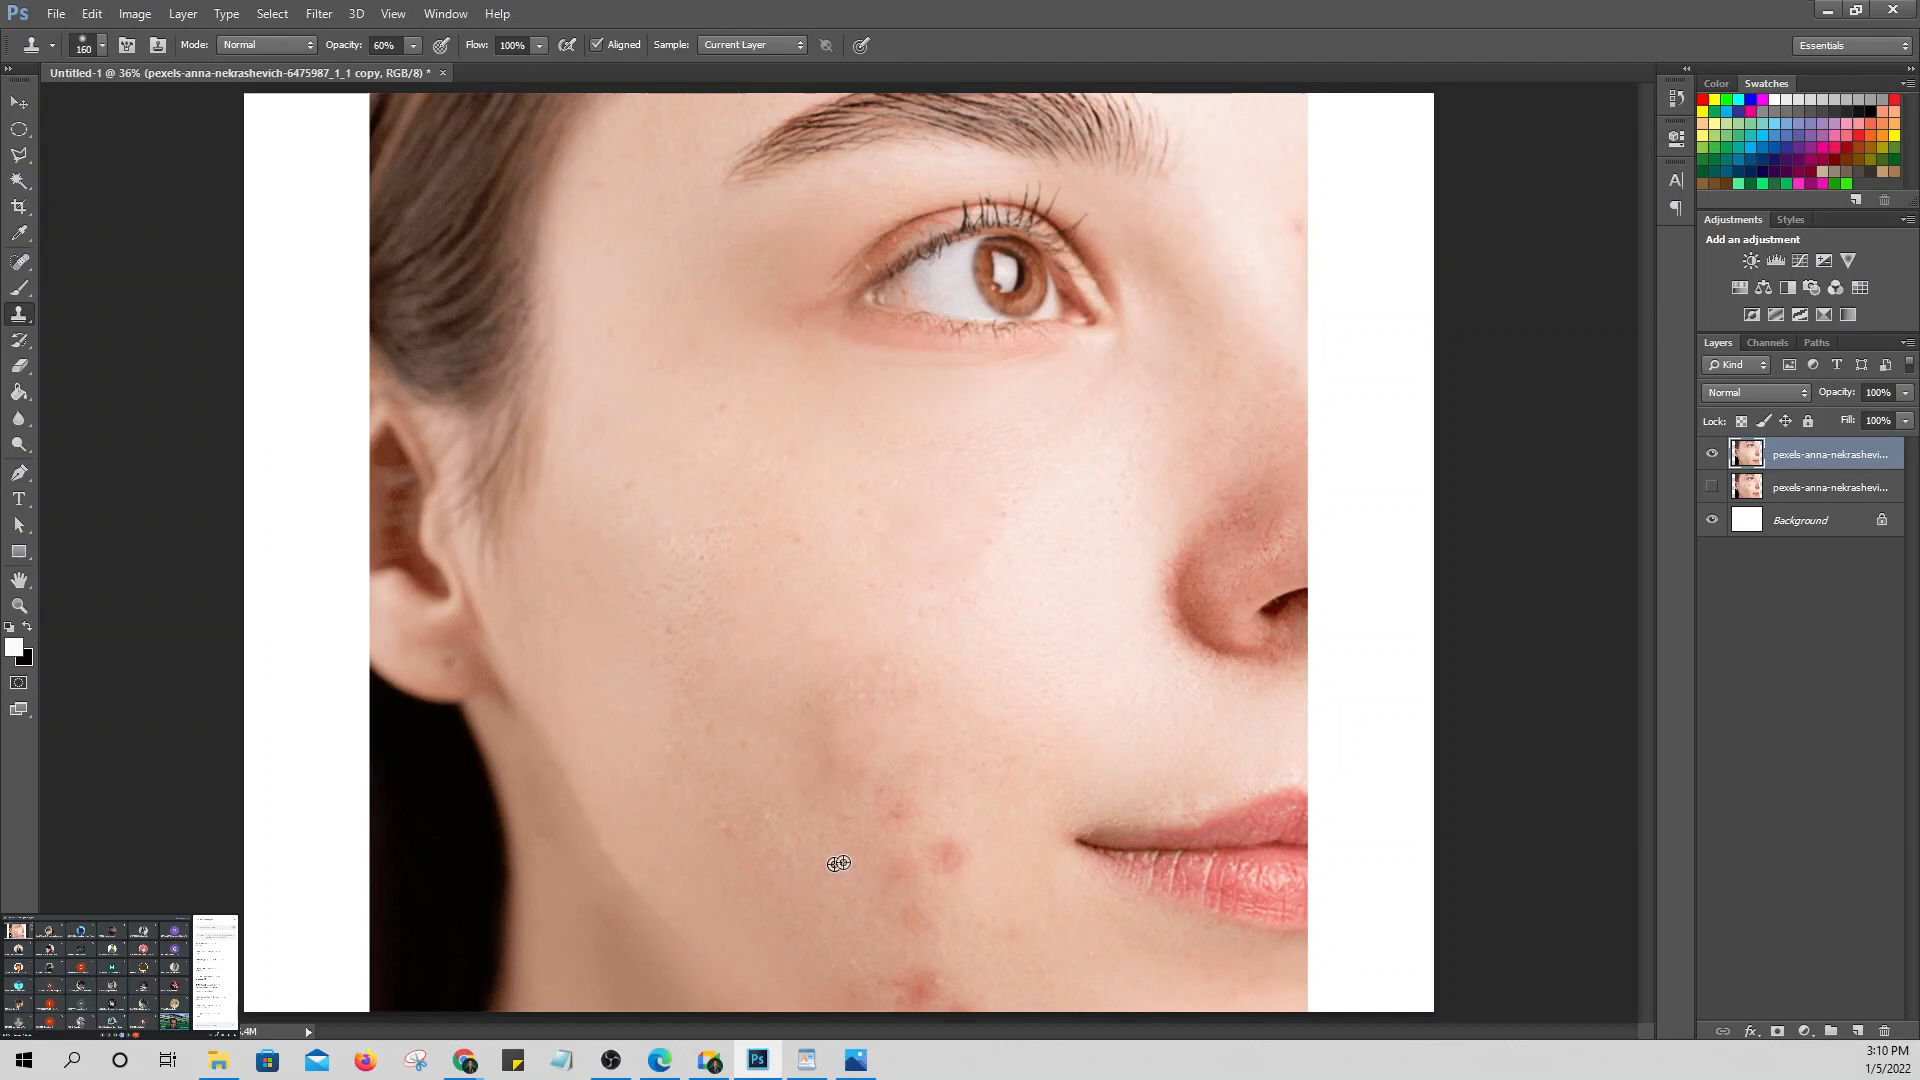 Ps File Edit Image Layer Type Select Filter 3D View Window Help
160 Mode: Normal Opacity: 60% Flow: 100% Aligned Sample: Current Layer Essentials
Untitled-1 @ 36% (pexels-anna-nekrashevich-6475987_1_1 copy, RGB/8) * ×
Color Swatches
Adjustments Styles
Add an adjustment
Layers Channels Paths
Kind
Normal Opacity: 100%
Lock: Fill: 100%
pexels-anna-nekrashevi...
pexels-anna-nekrashevi...
Background
.4M
fx
Ps
3:10 PM
1/5/2022